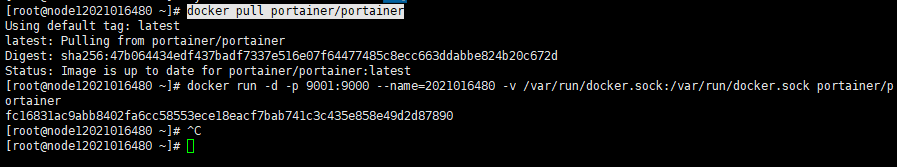 [root@node12021016480 ~]# docker pull portainer/portainer
Using default tag: latest
latest: Pulling from portainer/portainer
Digest: sha256:47b064434edf437badf7337e516e07f64477485c8ecc663ddabbe824b20c672d
Status: Image is up to date for portainer/portainer:latest
[root@node12021016480 ~]# docker run -d -p 9001:9000 --name=2021016480 -v /var/run/docker.sock:/var/run/docker.sock portainer/p
ortainer
fc16831ac9abb8402fa6cc58553ece18eacf7bab741c3c435e858e49d2d87890
[root@node12021016480 ~]# ^C
[root@node12021016480 ~]#